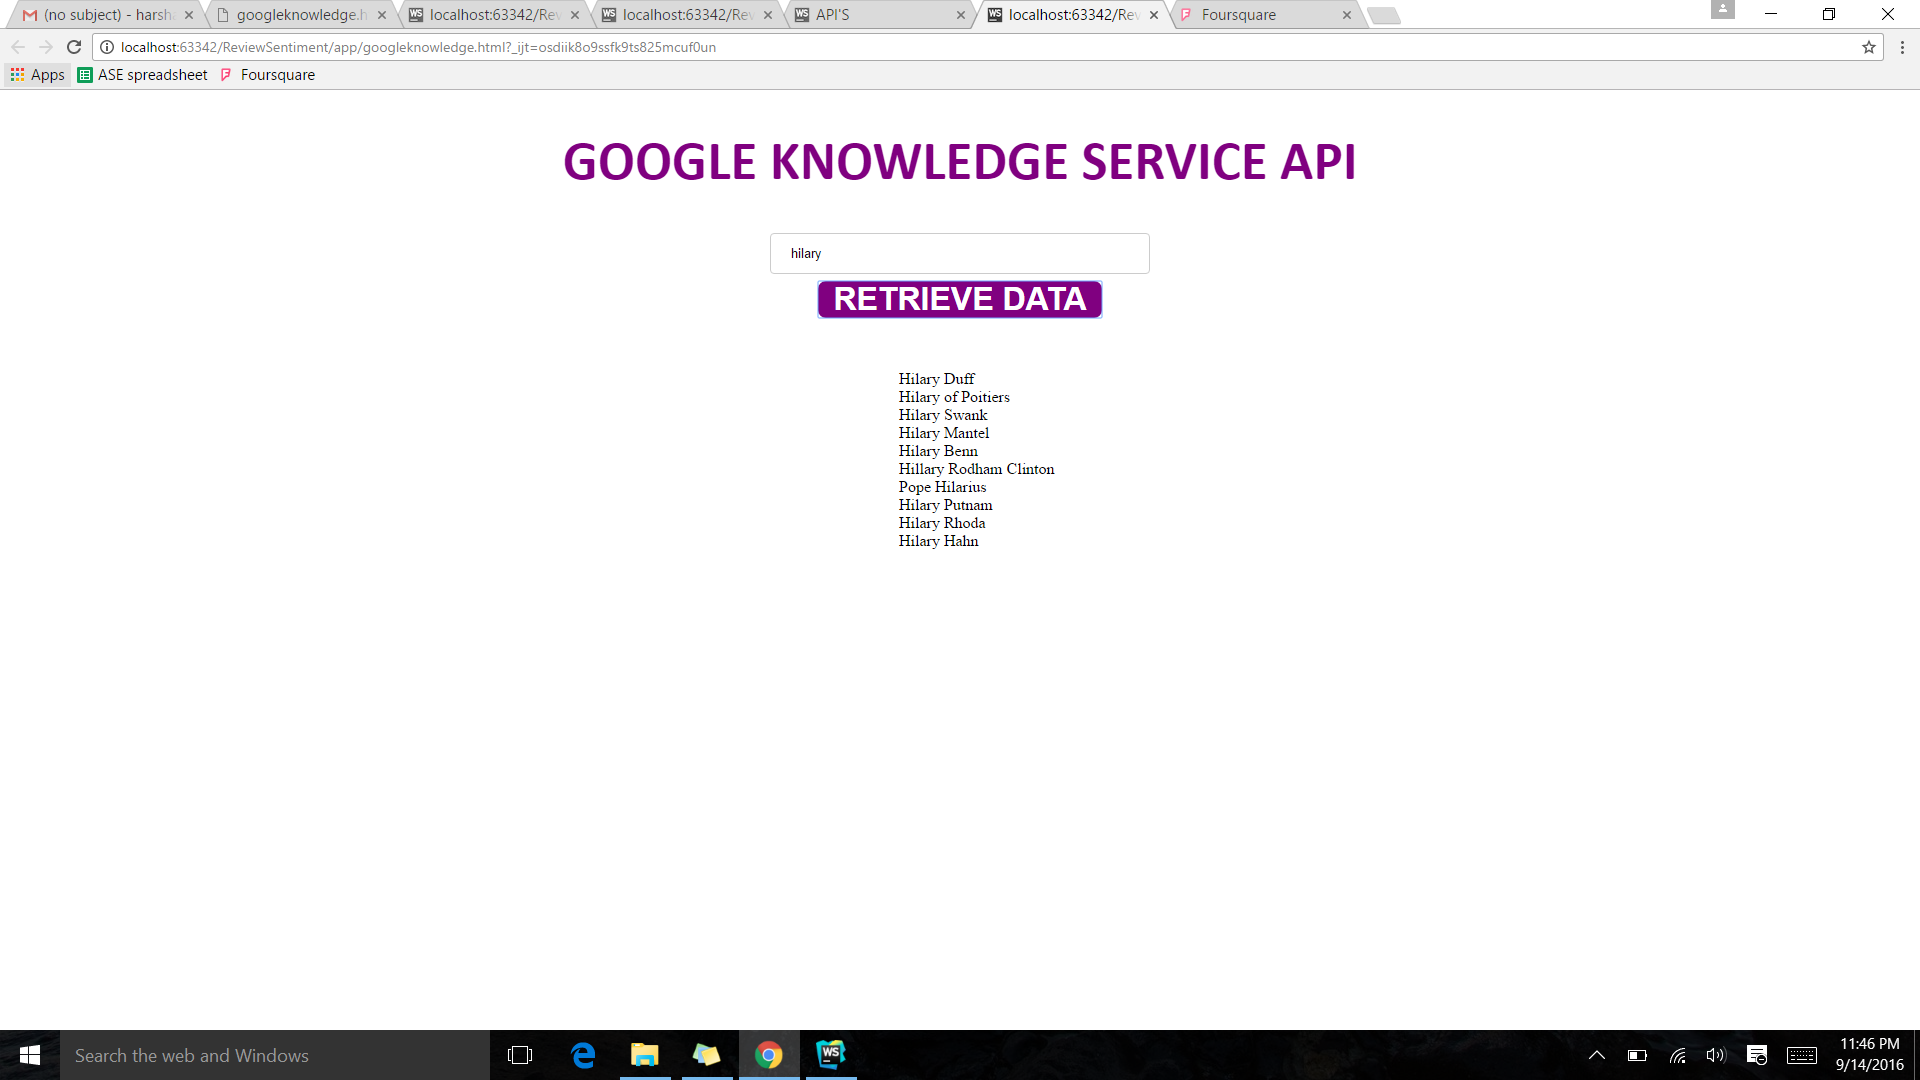 (no subject) - harsh
googleknowledge.h
localhost:63342/Rev
localhost:63342/Rev
API'S
localhost:63342/Rev
Foursquare
localhost:63342/ReviewSentiment/app/googleknowledge.html?_ijt=osdiik8o9ssfk9ts825mcuf0un
Apps
ASE spreadsheet
Foursquare
GOOGLE KNOWLEDGE SERVICE API
hilary
RETRIEVE DATA
Hilary Duff
Hilary of Poitiers
Hilary Swank
Hilary Mantel
Hilary Benn
Hillary Rodham Clinton
Pope Hilarius
Hilary Putnam
Hilary Rhoda
Hilary Hahn
Search the web and Windows
11:46 PM
9/14/2016